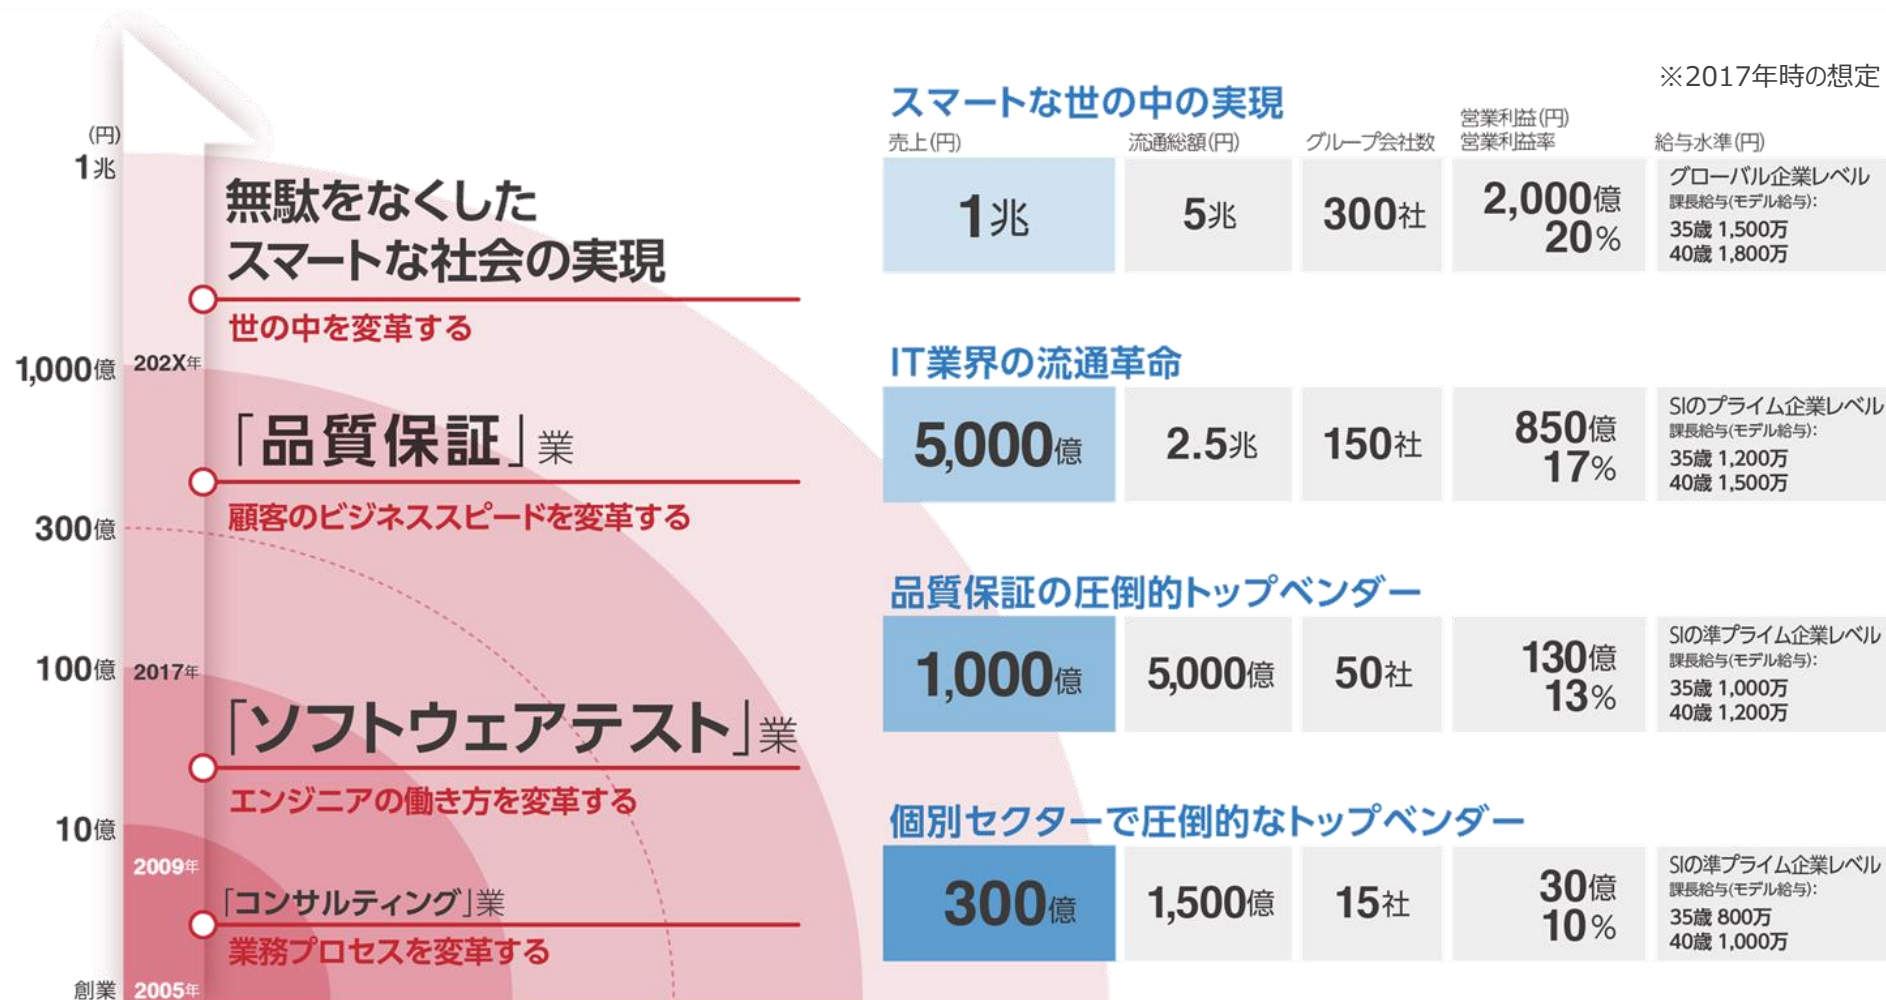 (円)
1兆
無駄をなくした
スマートな社会の実現
世の中を変革する
1,000億
202X年
「品質保証」業
顧客のビジネススピードを変革する
300億
100億
2017年
「ソフトウェアテスト」業
エンジニアの働き方を変革する
10億
2009年
「コンサルティング」業
業務プロセスを変革する
創業
2005年
※2017年時の想定
スマートな世の中の実現
売上(円)
流通総額(円)
グループ会社数
営業利益(円)
営業利益率
給与水準(円)
1兆
5兆
300社
2,000億
20%
グローバル企業レベル
課長給与(モデル給与):
35歳 1,500万
40歳 1,800万
IT業界の流通革命
5,000億
2.5兆
150社
850億
17%
SIのプライム企業レベル
課長給与(モデル給与):
35歳 1,200万
40歳 1,500万
品質保証の圧倒的トップベンダー
1,000億
5,000億
50社
130億
13%
SIの準プライム企業レベル
課長給与(モデル給与):
35歳 1,000万
40歳 1,200万
個別セクターで圧倒的なトップベンダー
300億
1,500億
15社
30億
10%
SIの準プライム企業レベル
課長給与(モデル給与):
35歳 800万
40歳 1,000万